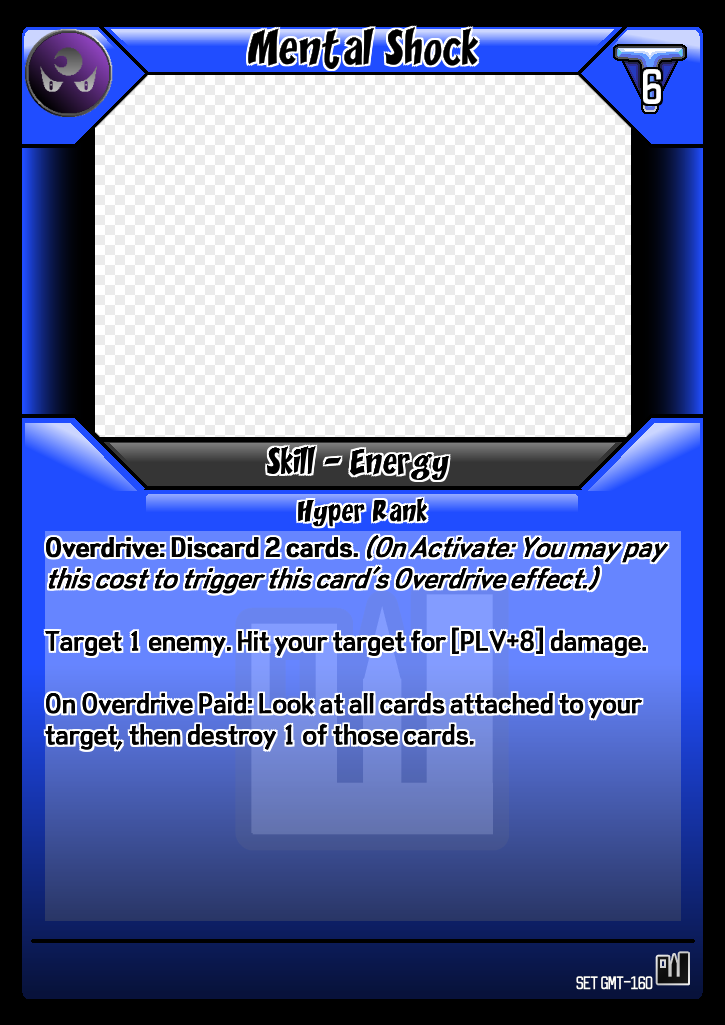 Mental Shock
6
Skill - Energy
Hyper Rank
Overdrive: Discard 2 cards. (On Activate: You may pay
this cost to trigger this card's Overdrive effect.)
Target 1 enemy. Hit your target for [PLV+8] damage.
On Overdrive Paid: Look at all cards attached to your
target, then destroy 1 of those cards.
SET GMT-160